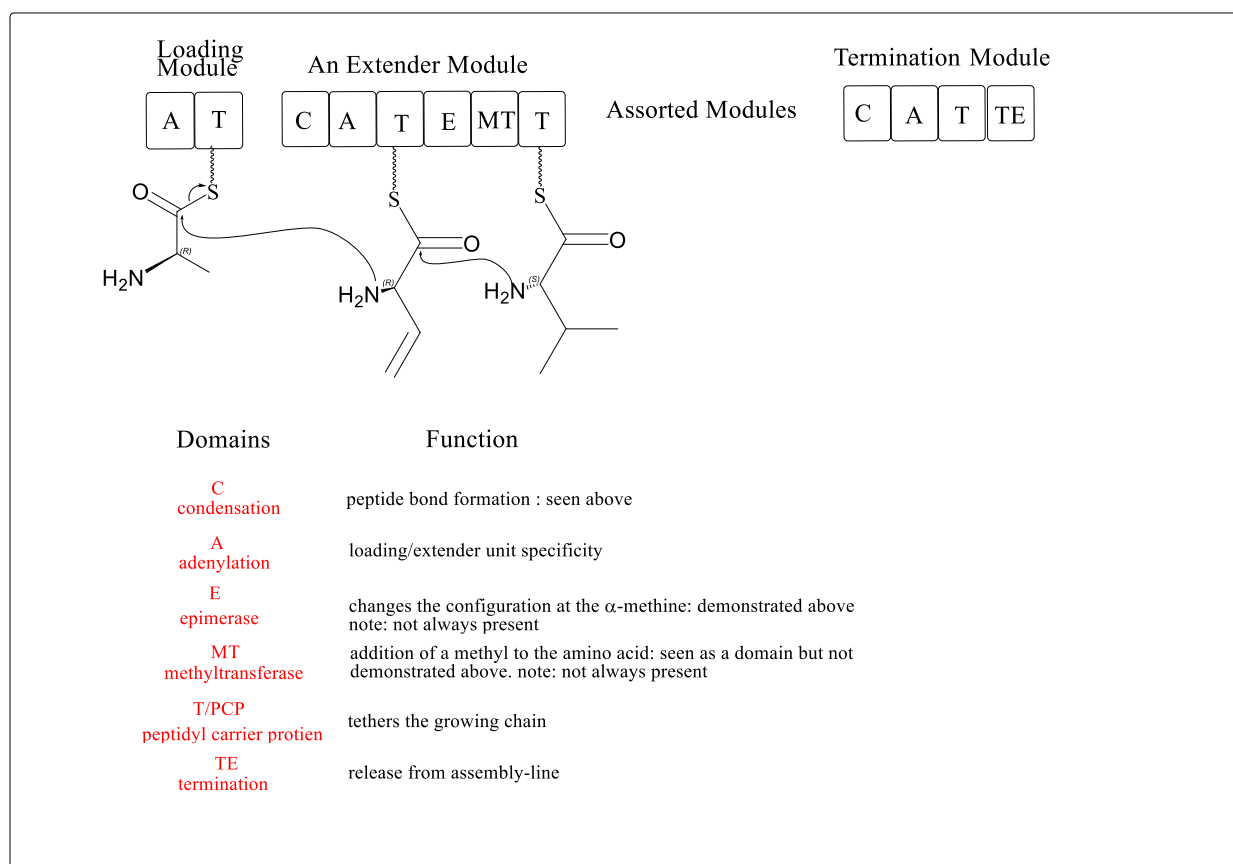 Loading
Module
An Extender Module
Termination Module
A T
C A T E MT T
Assorted Modules
C A T TE
S
O
(R)
H2N
S
O
(R)
H2N
S
O
(S)
H2N
Domains Function
C
condensation
peptide bond formation : seen above
A
adenylation
loading/extender unit specificity
E
epimerase
changes the configuration at the α-methine: demonstrated above
note: not always present
MT
methyltransferase
addition of a methyl to the amino acid: seen as a domain but not
demonstrated above. note: not always present
T/PCP
peptidyl carrier protien
tethers the growing chain
TE
termination
release from assembly-line